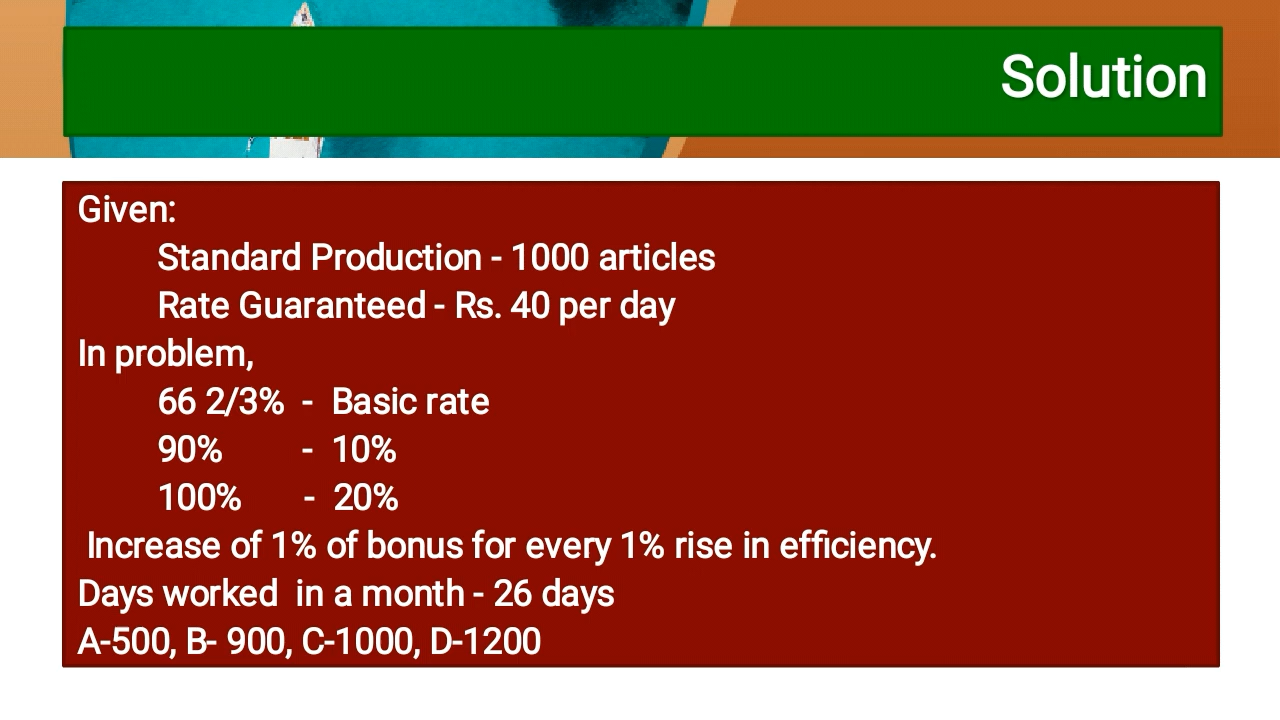 Solution
Given:
Standard Production - 1000 articles
Rate Guaranteed - Rs. 40 per day
In problem,
66 2/3% - Basic rate
90% - 10%
100% - 20%
Increase of 1% of bonus for every 1% rise in efficiency.
Days worked in a month - 26 days
A-500, B- 900, C-1000, D-1200